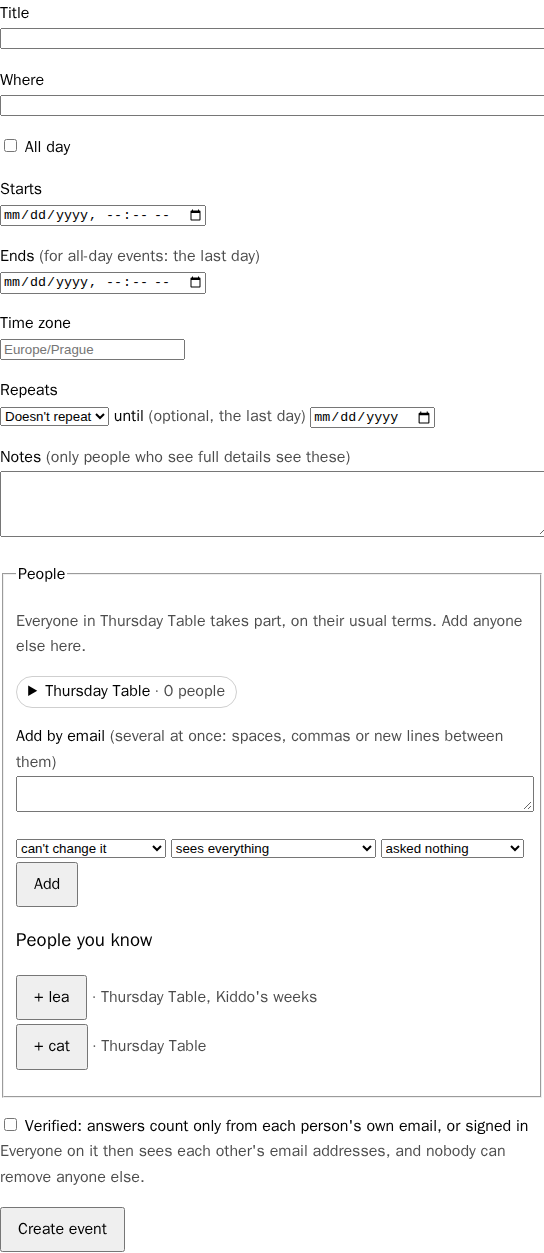 Title
Where
All day
Starts
mm/dd/yyyy, --:-- --
Ends (for all-day events: the last day)
mm/dd/yyyy, --:-- --
Time zone
Europe/Prague
Repeats
Doesn't repeat until (optional, the last day) mm/dd/yyyy
Notes (only people who see full details see these)
People
Everyone in Thursday Table takes part, on their usual terms. Add anyone
else here.
▶ Thursday Table · 0 people
Add by email (several at once: spaces, commas or new lines between
them)
can't change it sees everything asked nothing
Add
People you know
+ lea · Thursday Table, Kiddo's weeks
+ cat · Thursday Table
Verified: answers count only from each person's own email, or signed in
Everyone on it then sees each other's email addresses, and nobody can
remove anyone else.
Create event